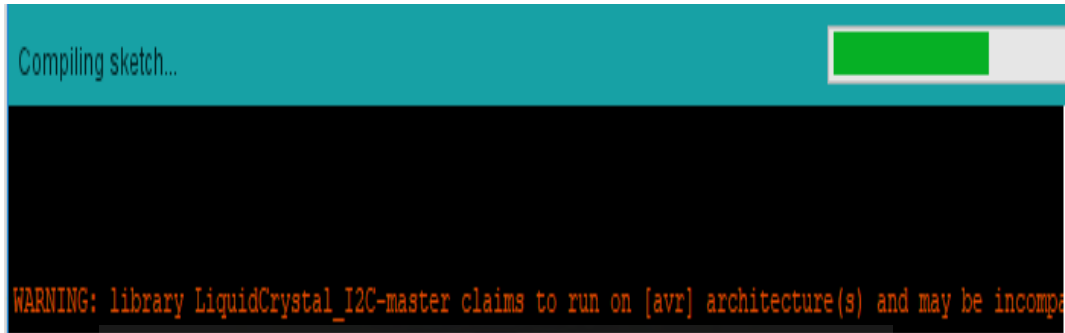 Compiling sketch...
WARNING: library LiquidCrystal_I2C-master claims to run on [avr] architecture(s) and may be incompa